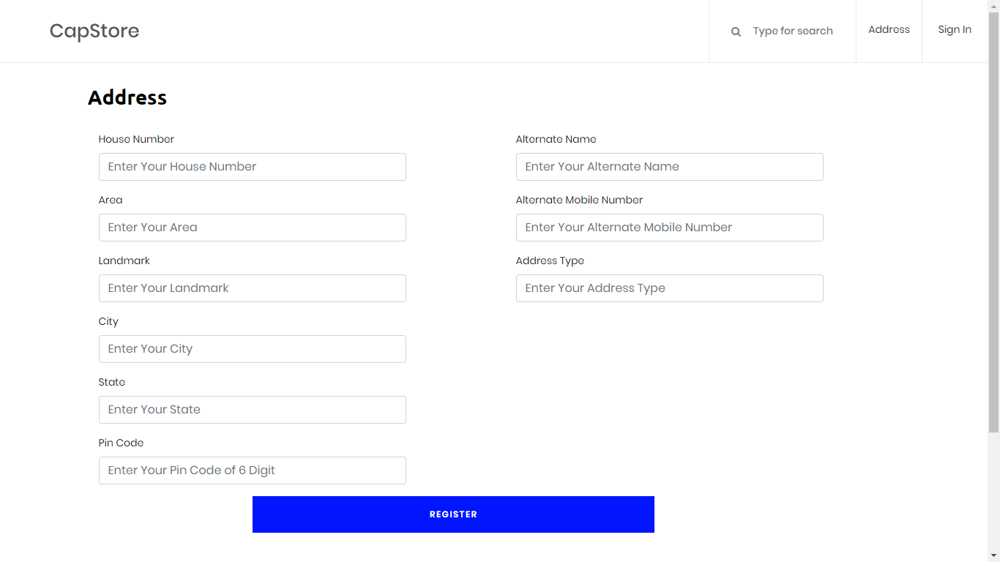 CapStore
Type for search
Address
Sign In
Address
House Number
Enter Your House Number
Area
Enter Your Area
Landmark
Enter Your Landmark
City
Enter Your City
State
Enter Your State
Pin Code
Enter Your Pin Code of 6 Digit
Alternate Name
Enter Your Alternate Name
Alternate Mobile Number
Enter Your Alternate Mobile Number
Address Type
Enter Your Address Type
REGISTER